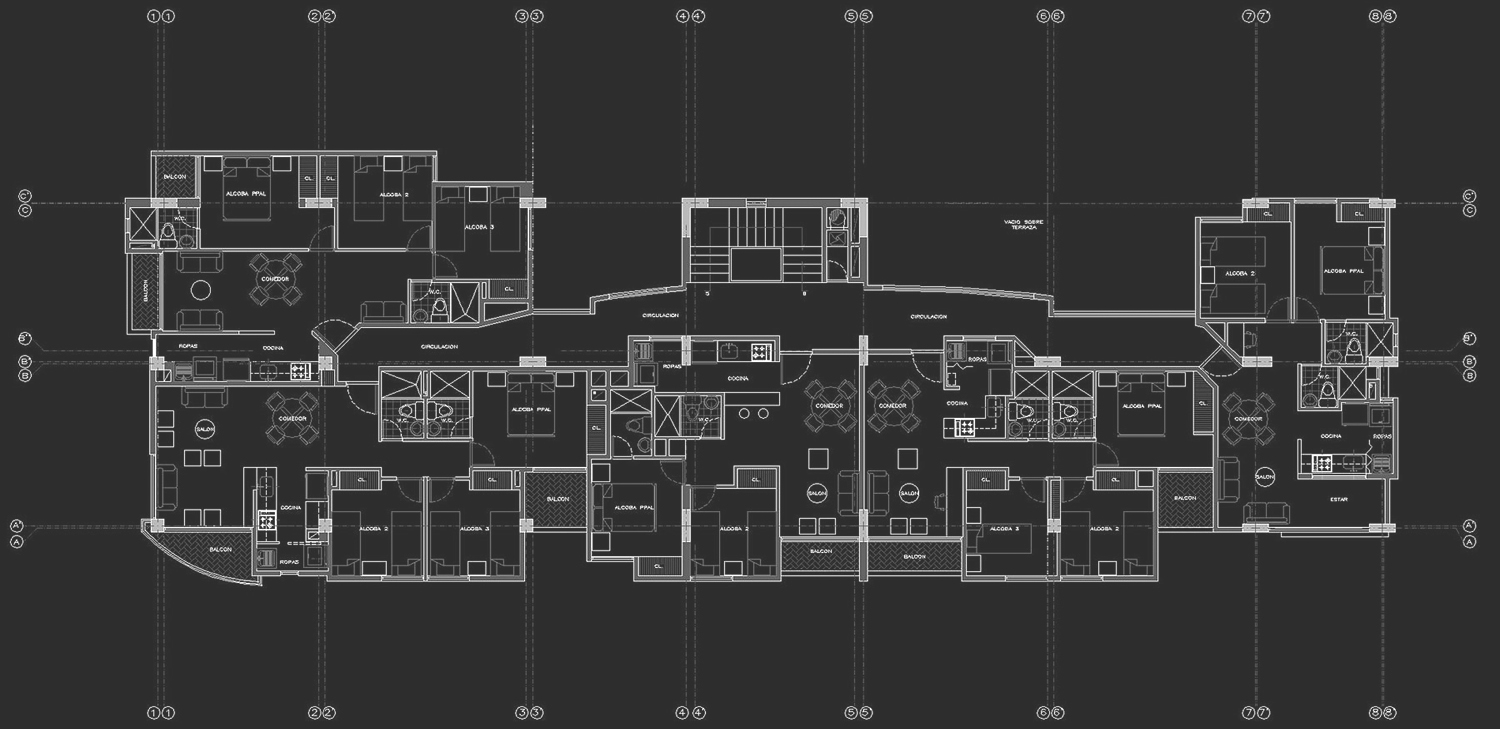 1 1' 2 2' 3 3' 4 4' 5 5' 6 6' 7 7' 8 8'
C' C'
C C
BALCON
ALCOBA PPAL
CL.
CL.
ALCOBA 2
W.C.
ALCOBA 3
CL.
BALCON
COMEDOR
W.C.
ROPAS
COCINA
CIRCULACION
S
B
CIRCULACION
CIRCULACION
VACIO SOBRE
TERRAZA
CL.
CL.
ALCOBA 2
ALCOBA PPAL
W.C.
W.C.
B" B"
B' B'
B B
SALON
COMEDOR
W.C.
W.C.
ALCOBA PPAL
CL.
COCINA
ROPAS
BALCON
CL.
CL.
ALCOBA 2
ALCOBA 3
BALCON
ROPAS
COCINA
W.C.
COMEDOR
SALON
ALCOBA PPAL
CL.
CL.
ALCOBA 2
BALCON
ROPAS
COCINA
COMEDOR
SALON
W.C.
W.C.
ALCOBA PPAL
CL.
CL.
CL.
ALCOBA 3
ALCOBA 2
BALCON
BALCON
COMEDOR
COCINA
ROPAS
SALON
ESTAR
A' A'
A A
1 1' 2 2' 3 3' 4 4' 5 5' 6 6' 7 7' 8 8'